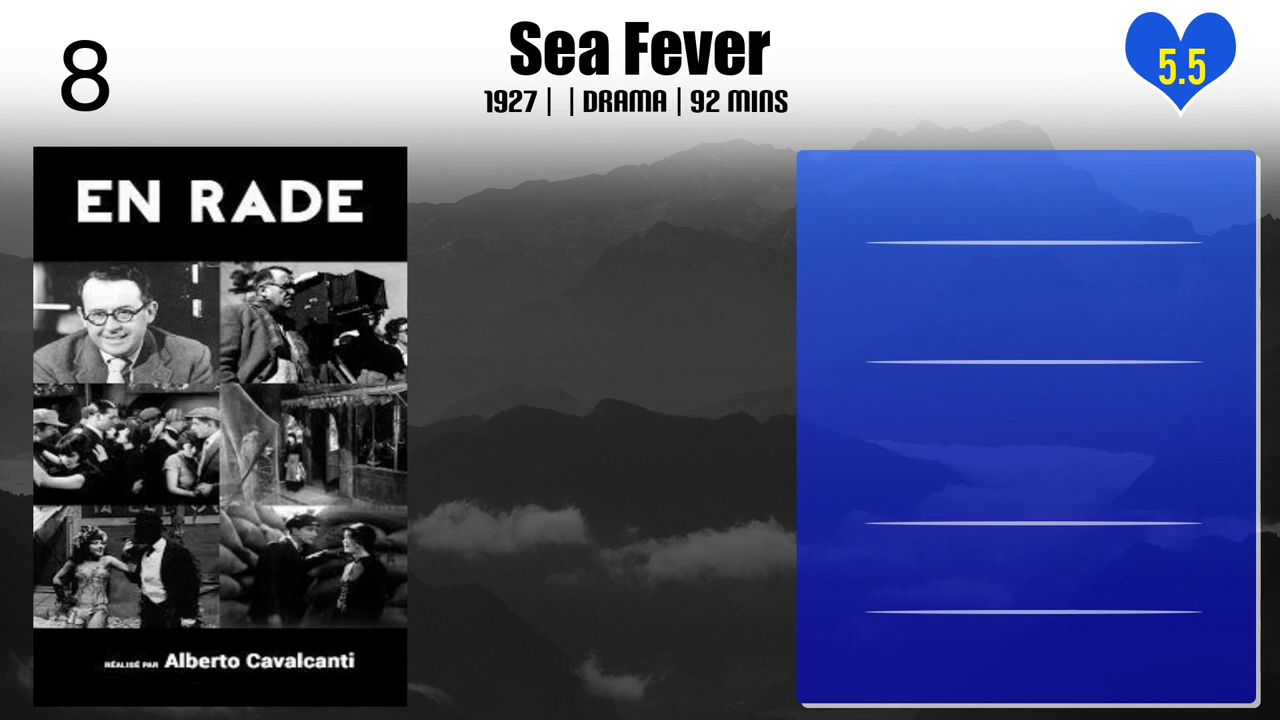 8
Sea Fever
1927 | | DRAMA | 92 MINS
5.5
EN RADE
RÉALISÉ PAR Alberto Cavalcanti